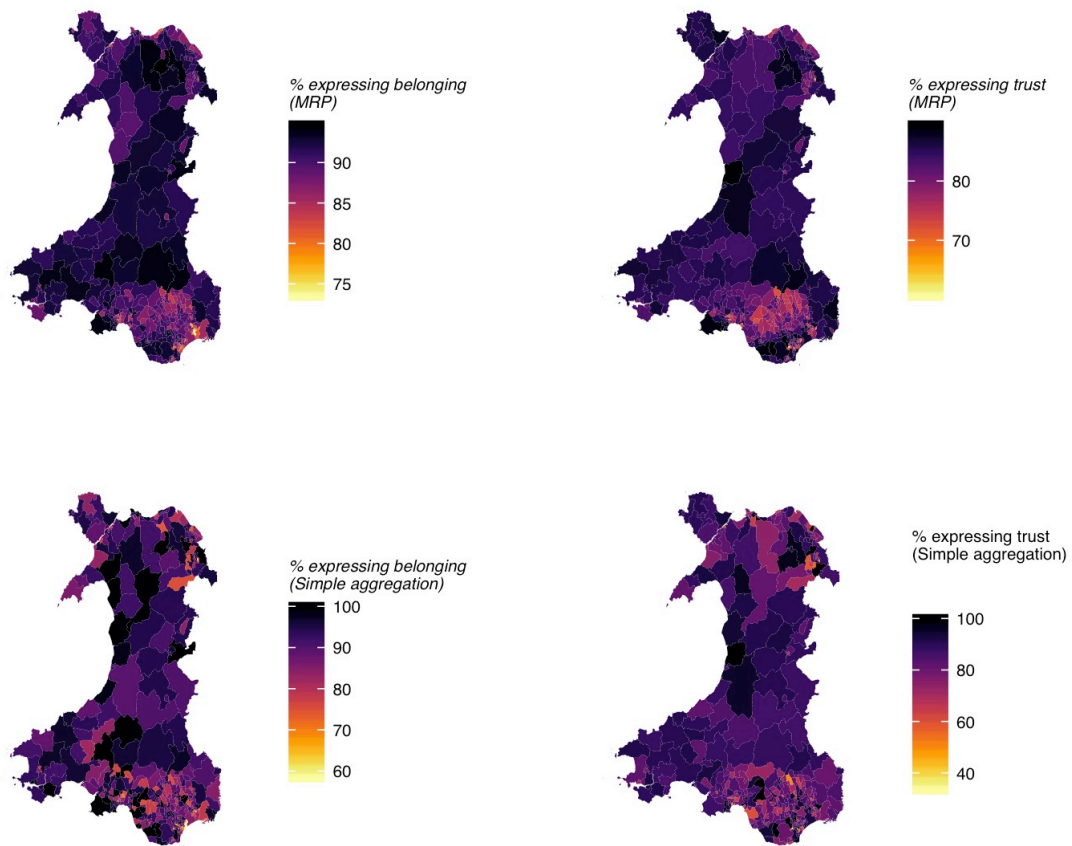 % expressing belonging
(MRP)
90
85
80
75
% expressing trust
(MRP)
80
70
% expressing belonging
(Simple aggregation)
100
90
80
70
60
% expressing trust
(Simple aggregation)
100
80
60
40